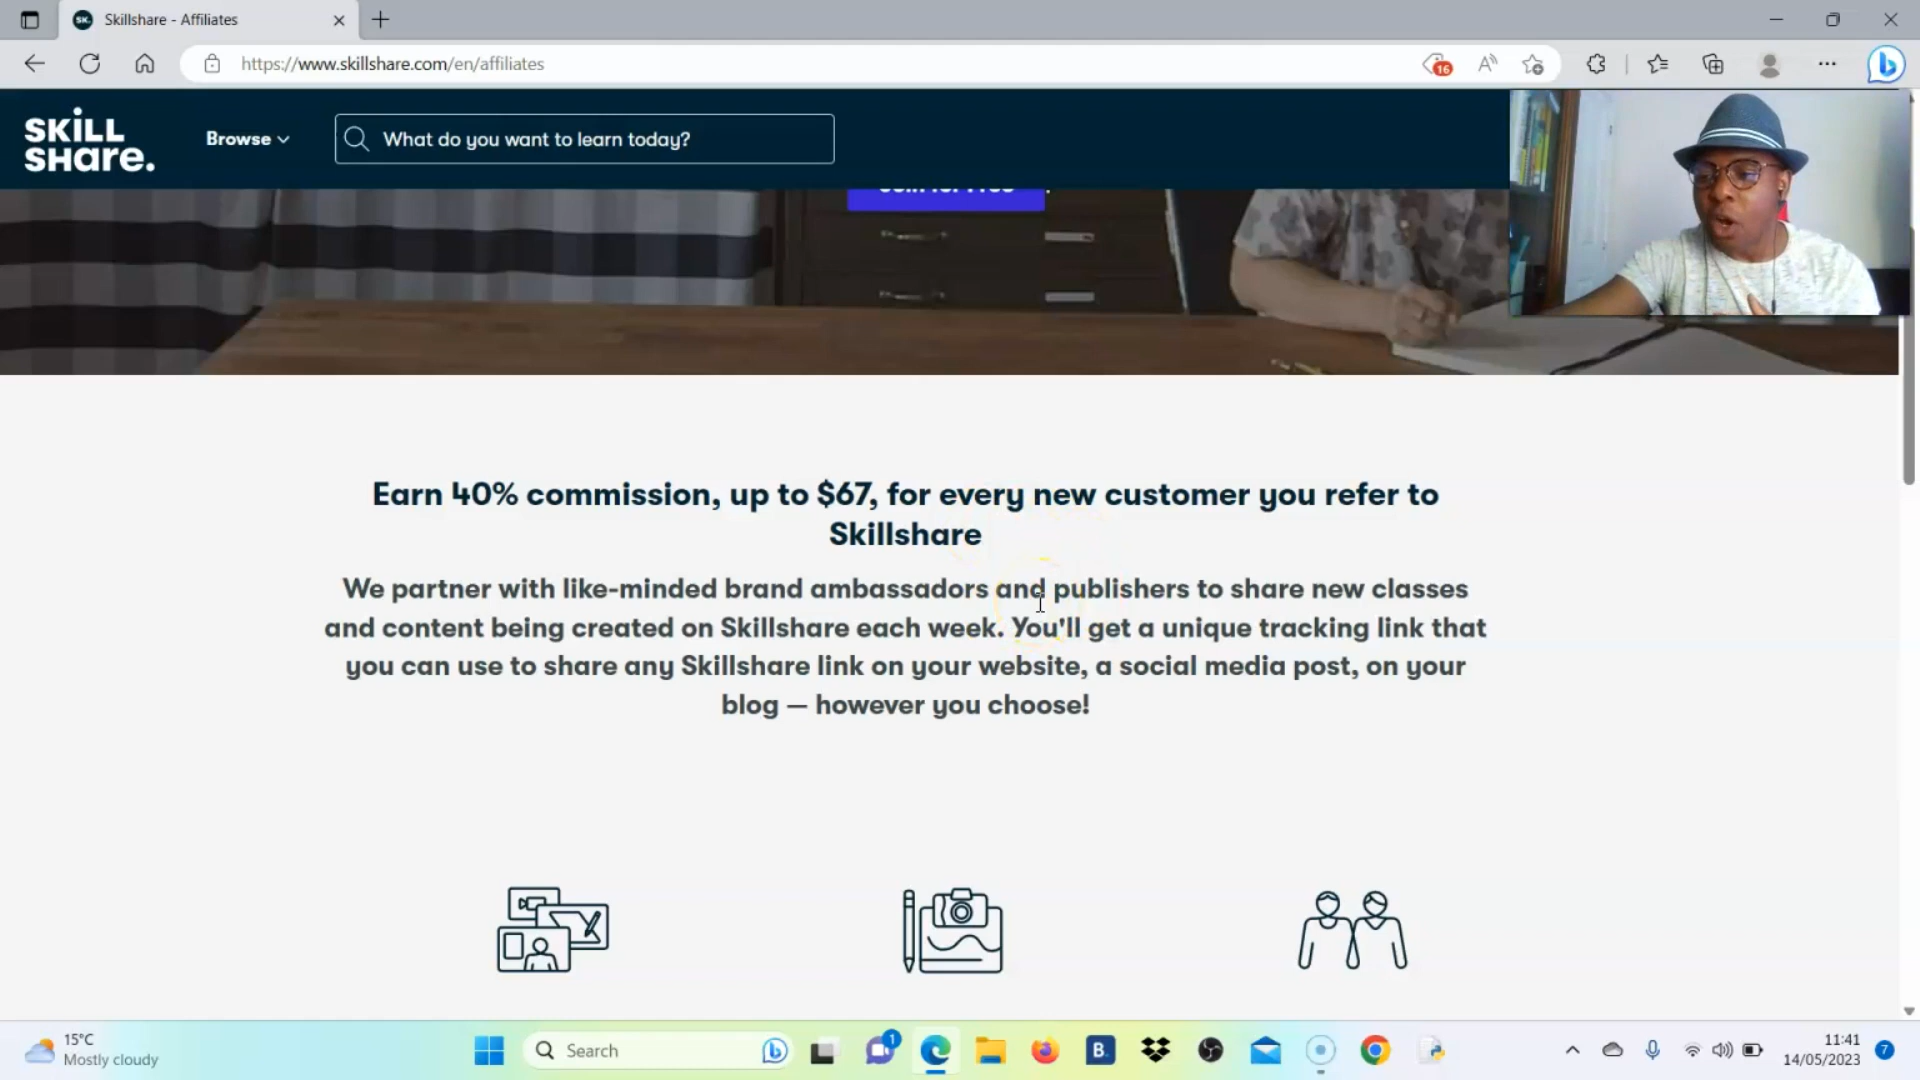 Skillshare - Affiliates
https://www.skillshare.com/en/affiliates
16
SKILL
SHare.
Browse
What do you want to learn today?
Earn 40% commission, up to $67, for every new customer you refer to
Skillshare
We partner with like-minded brand ambassadors and publishers to share new classes
and content being created on Skillshare each week. You'll get a unique tracking link that
you can use to share any Skillshare link on your website, a social media post, on your
blog — however you choose!
15°C
Mostly cloudy
Search
1
B.
11:41
14/05/2023
7